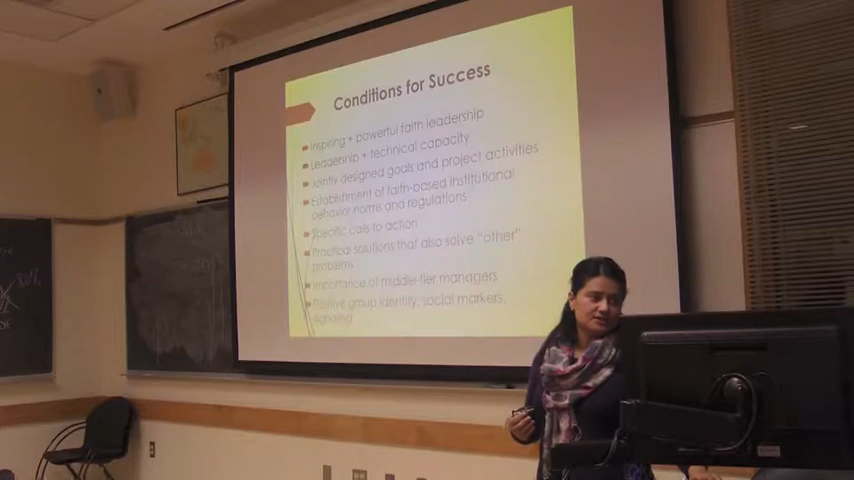 Conditions for Success
Inspiring + powerful faith leadership
Leadership + technical capacity
Jointly designed goals and project activities
Establishment of faith-based institutional
behavior norms and regulations
Specific calls to action
Practical solutions that also solve "other"
problems
Importance of middle-tier managers
Positive group identity, social markers,
signaling